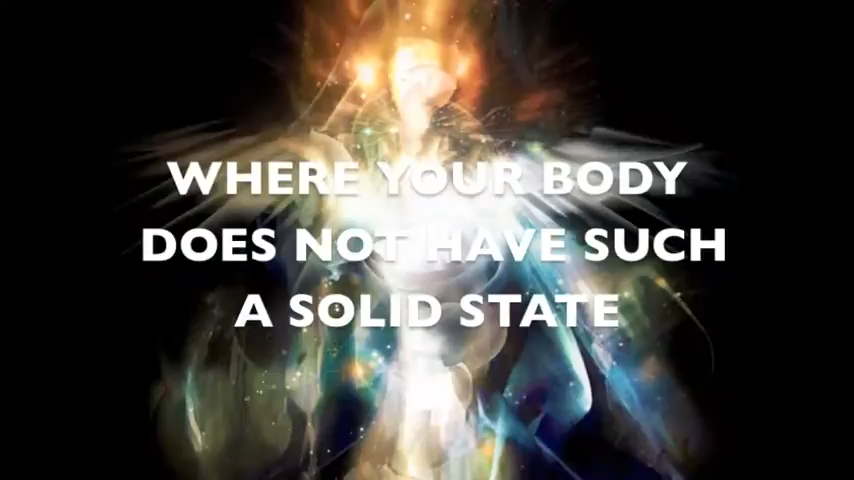 WHERE YOUR BODY
DOES NOT HAVE SUCH
A SOLID STATE